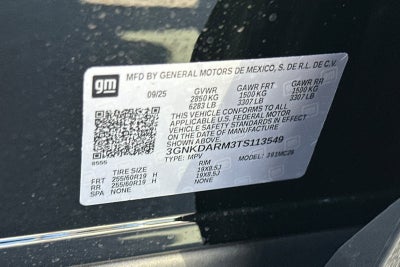 gm
MFD BY GENERAL MOTORS DE MEXICO, S. DE R.L. DE C.V.
09/25 GVWR GAWR FRT GAWR RR
2850 KG 1500 KG 1500 KG
6283 LB 3307 LB 3307 LB
THIS VEHICLE CONFORMS TO ALL
APPLICABLE U.S. FEDERAL MOTOR
VEHICLE SAFETY STANDARDS IN EFFECT
ON THE DATE OF MANUFACTURE SHOWN ABOVE.
3GNKDARM3TS113549
TYPE: MPV
TIRE SIZE RIM
FRT 255/60R19 H 19X8.5J
RR 255/60R19 H 19X8.5J
SPA NONE NONE